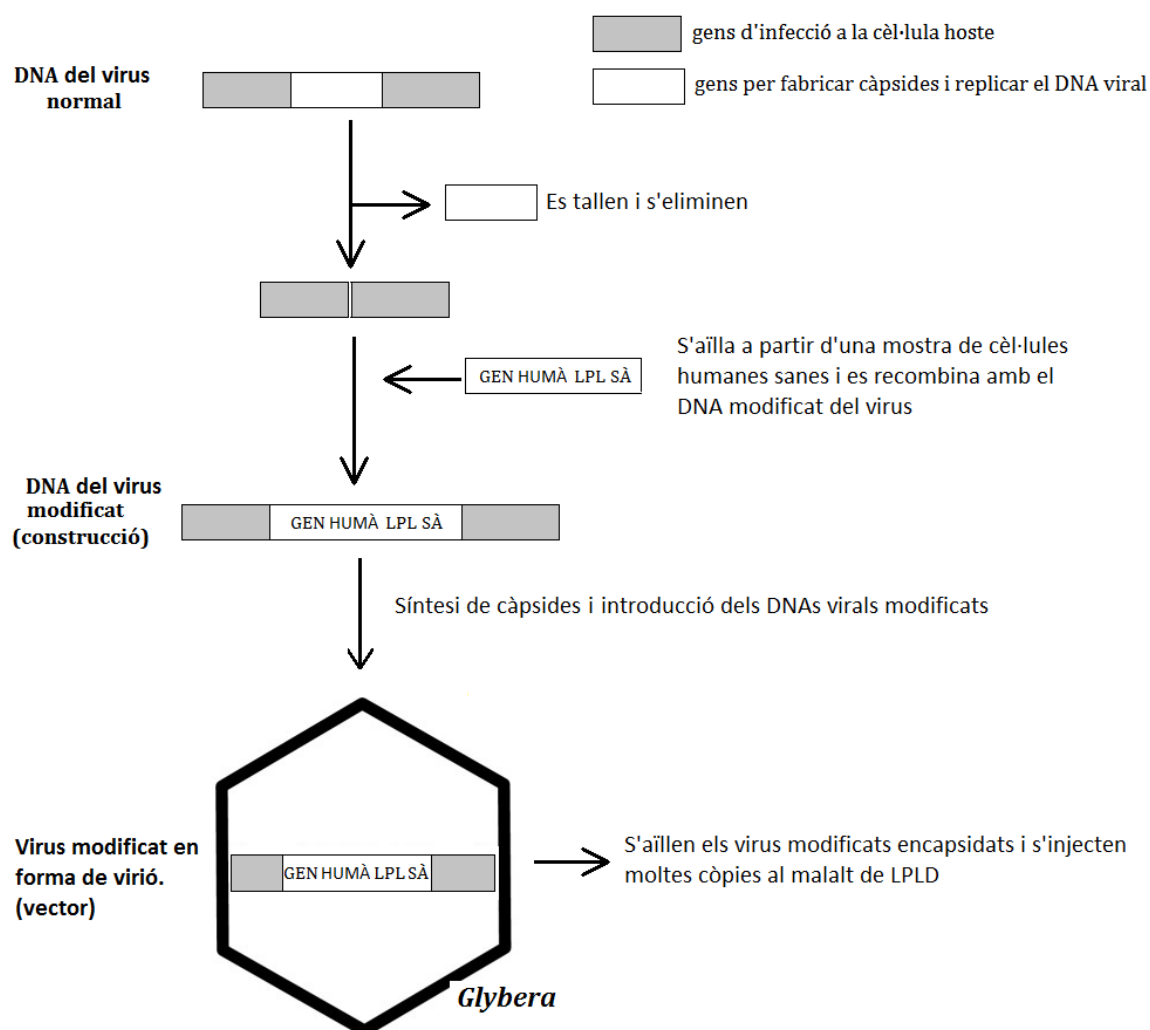 gens d'infecció a la cèl·lula hoste
DNA del virus
normal
gens per fabricar càpsides i replicar el DNA viral
Es tallen i s'eliminen
S'aïlla a partir d'una mostra de cèl·lules
humanes sanes i es recombina amb el
DNA modificat del virus
GEN HUMÀ LPL SÀ
DNA del virus
modificat
(construcció)
GEN HUMÀ LPL SÀ
Síntesi de càpsides i introducció dels DNAs virals modificats
Virus modificat en
forma de virió.
(vector)
GEN HUMÀ LPL SÀ
S'aïllen els virus modificats encapsidats i s'injecten
moltes còpies al malalt de LPLD
Glybera